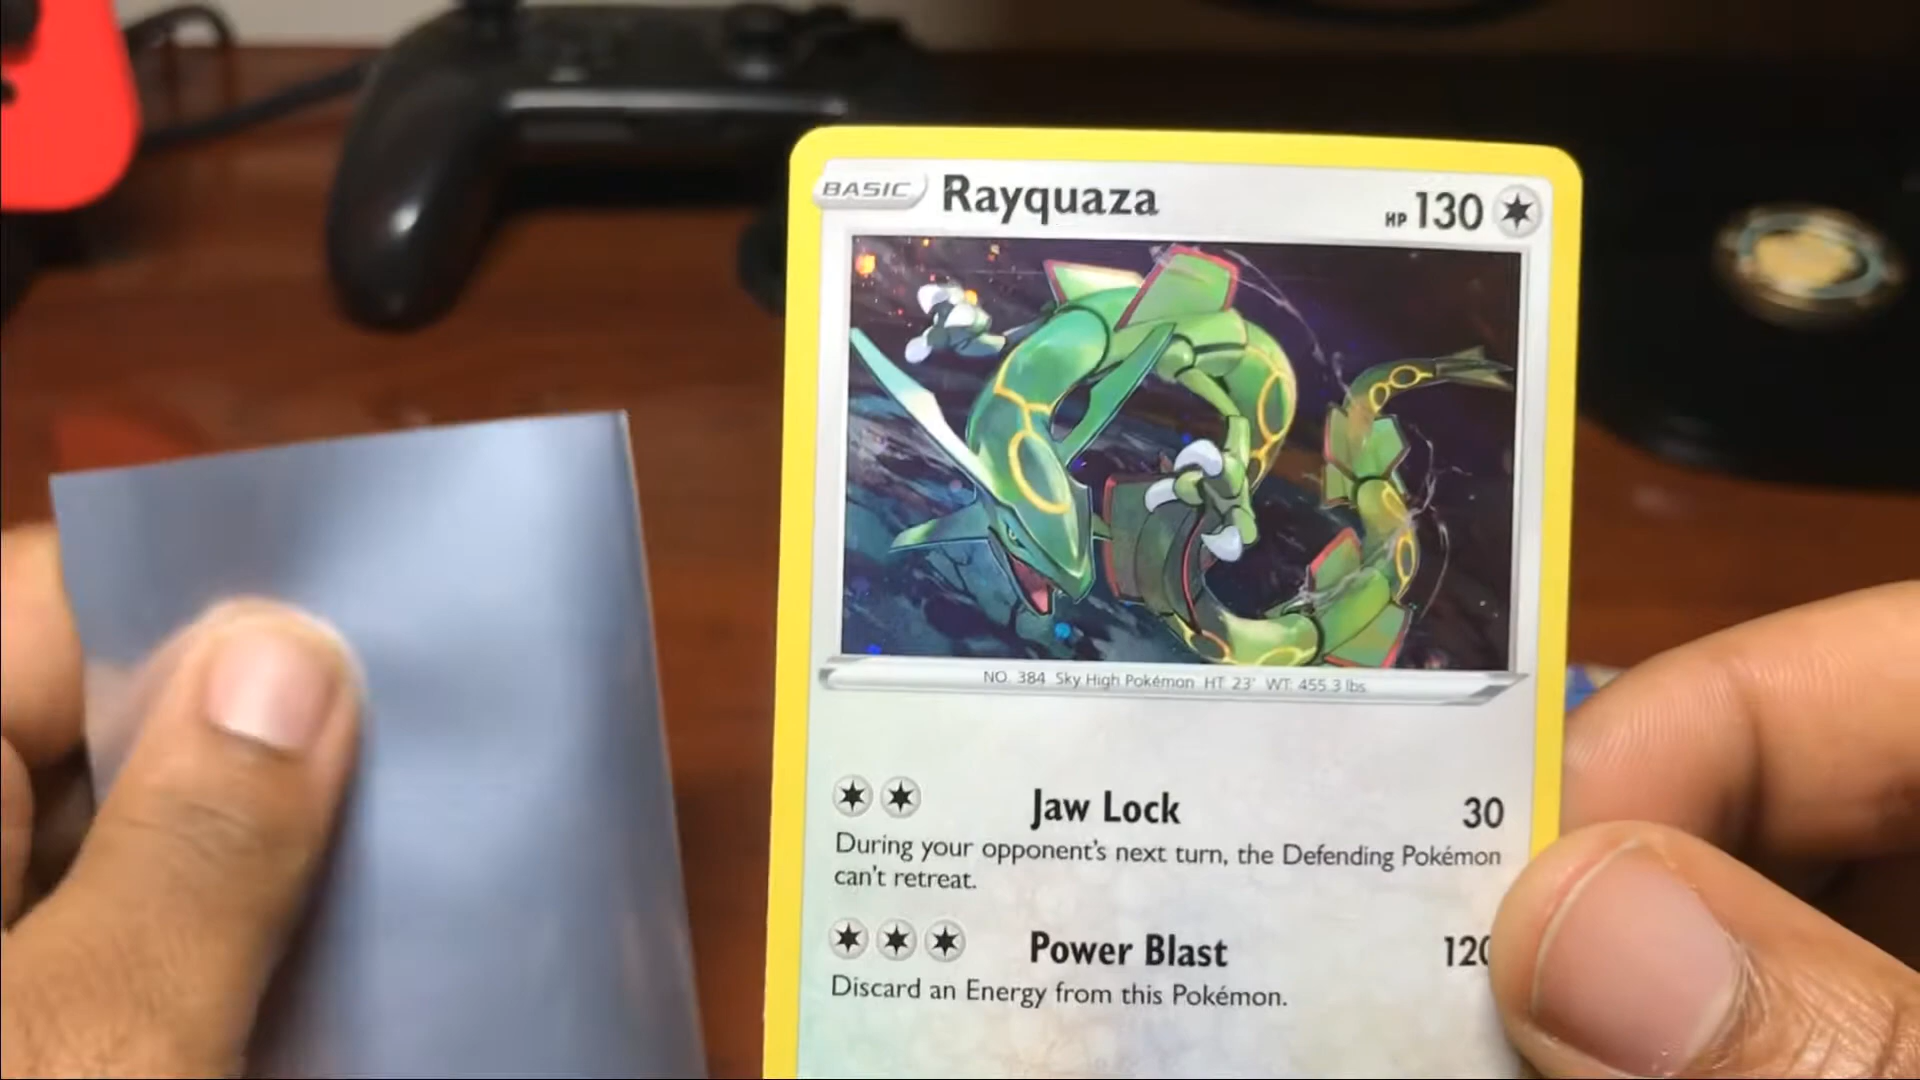 BASIC Rayquaza HP 130
NO. 384 Sky High Pokémon HT 23' WT: 455.3 lbs
Jaw Lock 30
During your opponent's next turn, the Defending Pokémon
can't retreat.
Power Blast 120
Discard an Energy from this Pokémon.